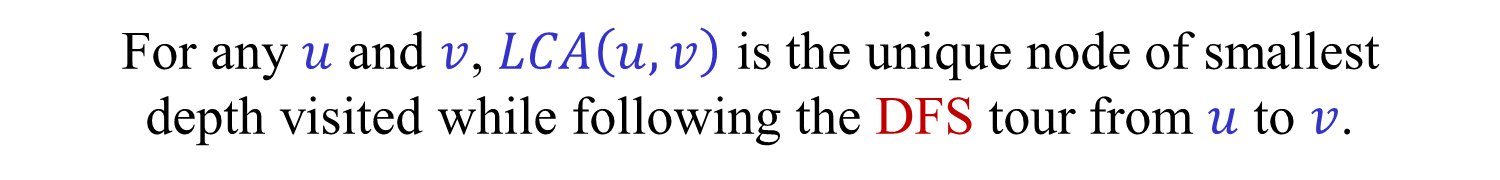 For any u and v, LCA(u, v) is the unique node of smallest
depth visited while following the DFS tour from u to v.